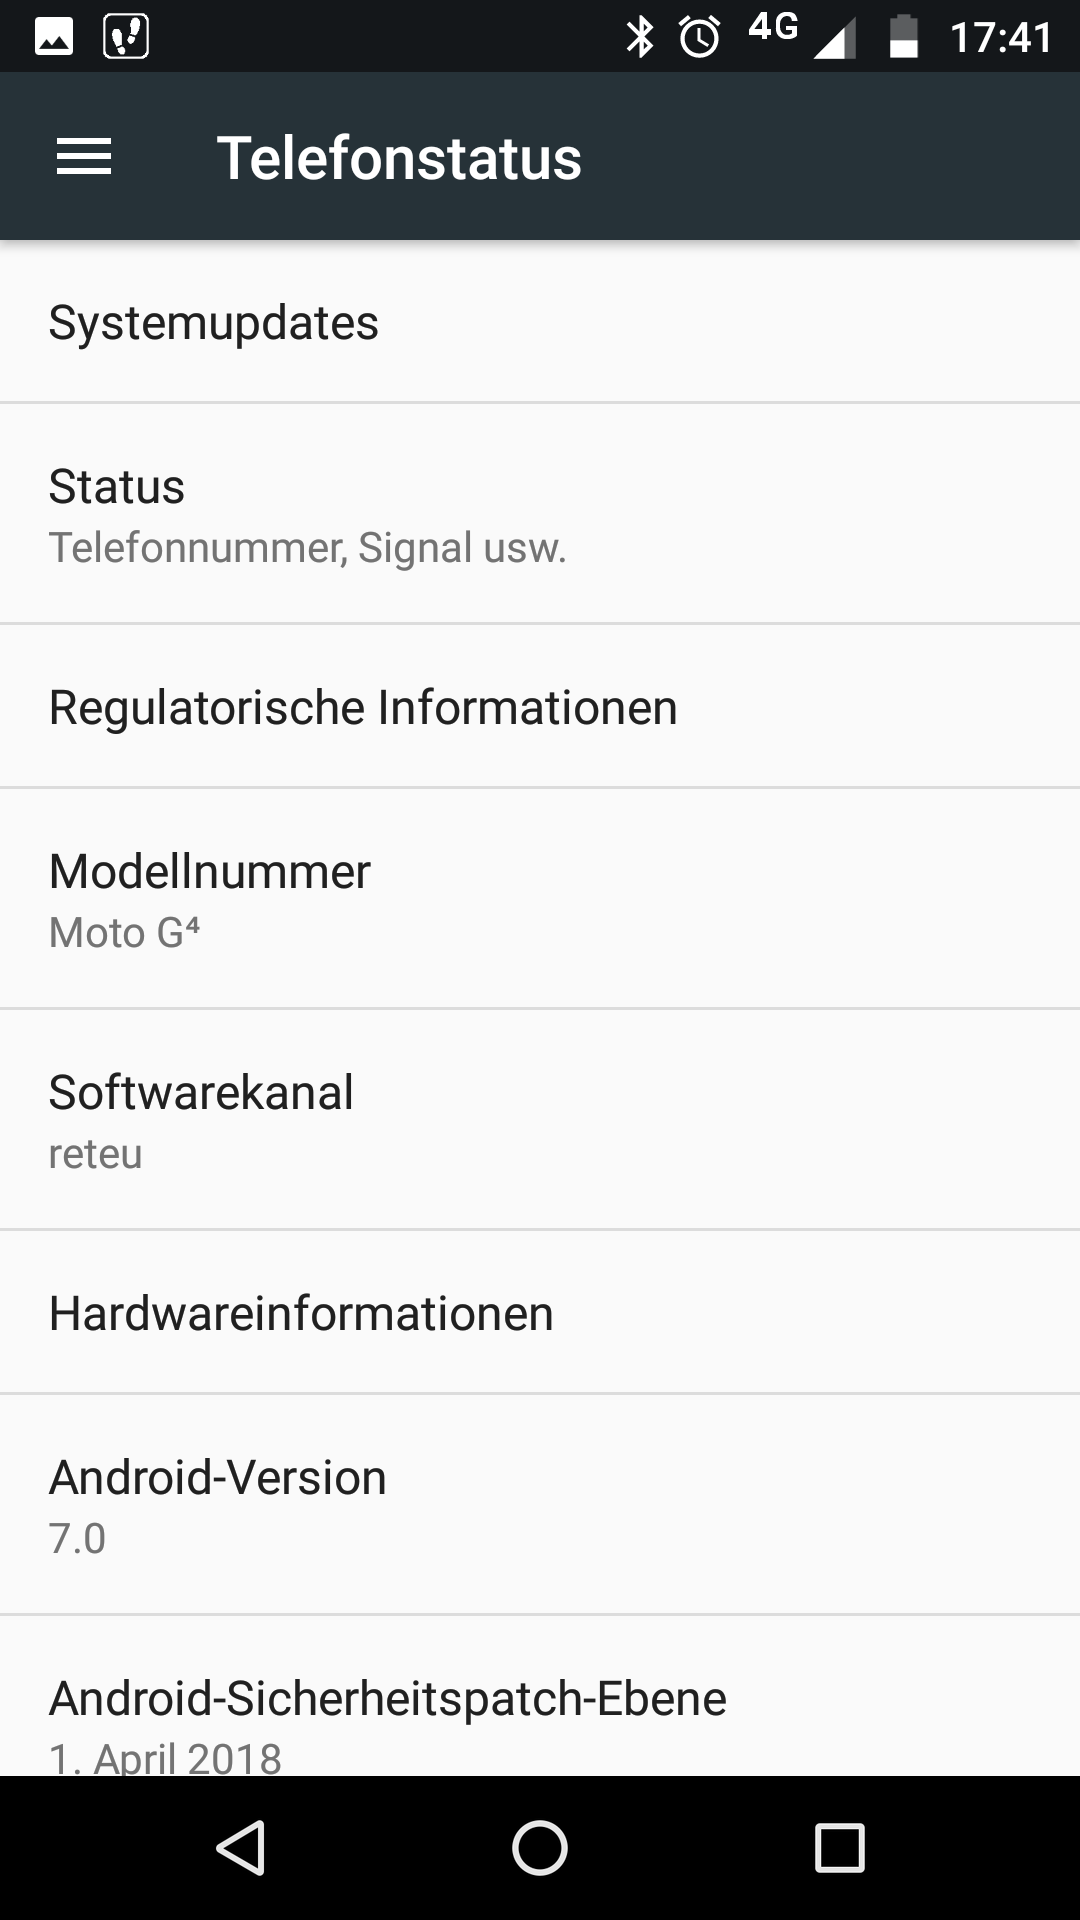 4G 17:41
Telefonstatus
Systemupdates
Status
Telefonnummer, Signal usw.
Regulatorische Informationen
Modellnummer
Moto G⁴
Softwarekanal
reteu
Hardwareinformationen
Android-Version
7.0
Android-Sicherheitspatch-Ebene
1. April 2018